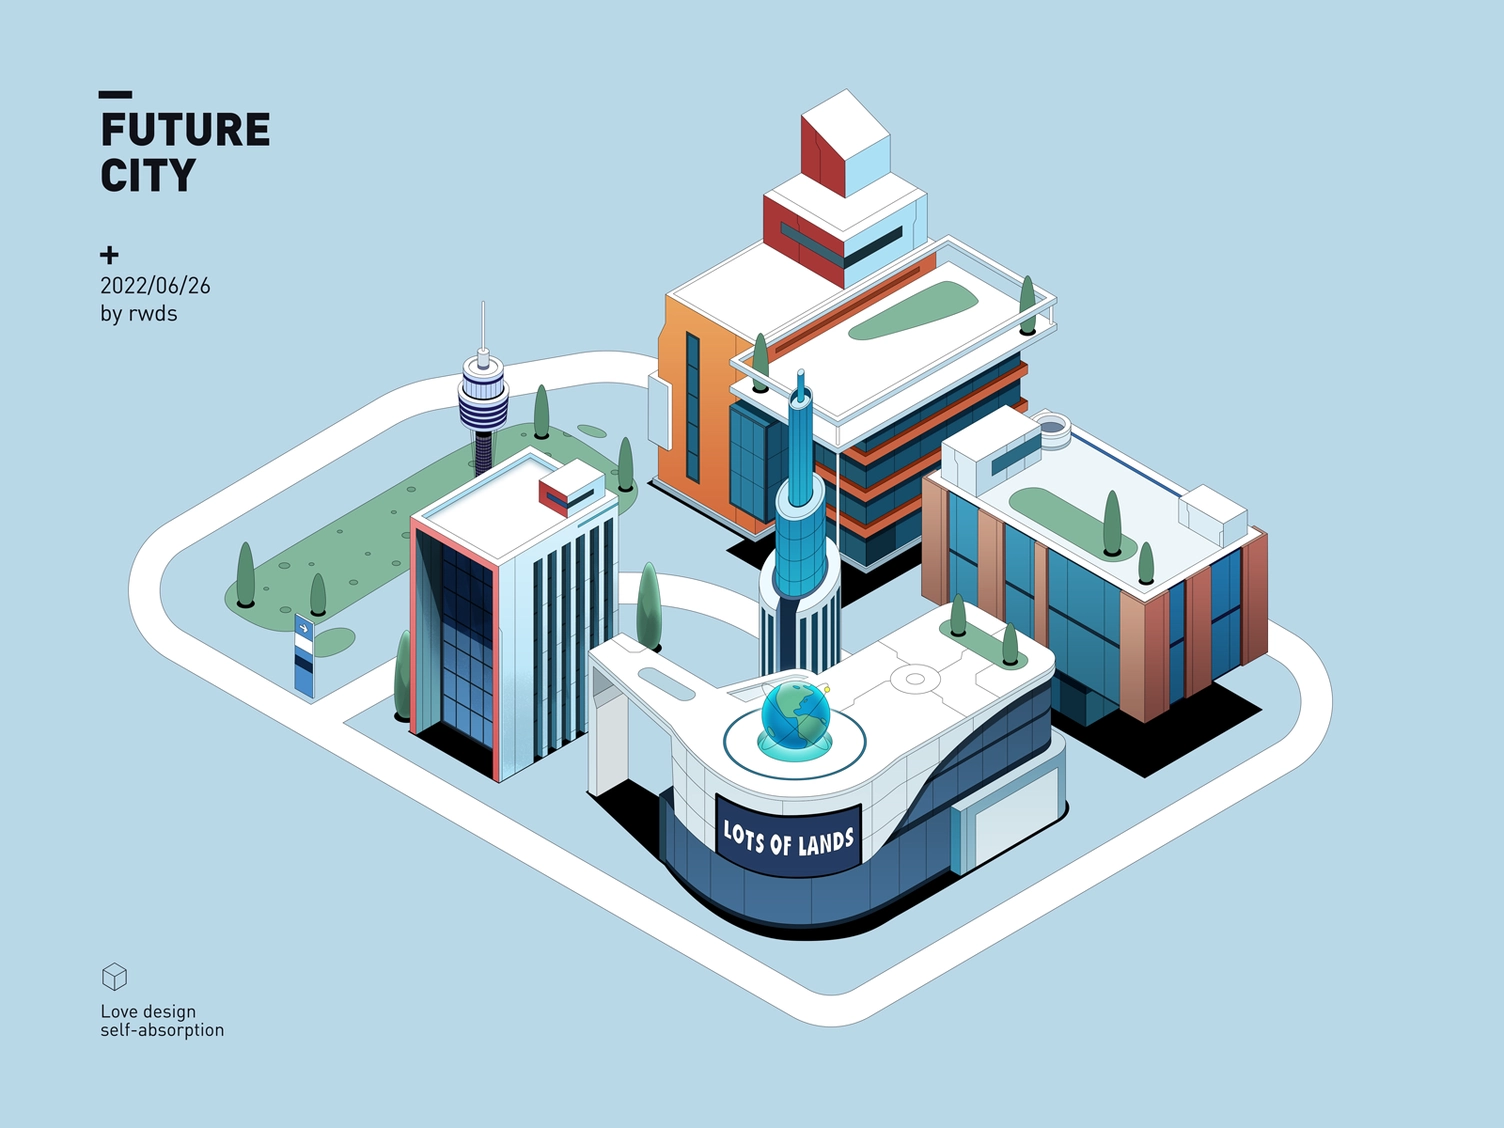 FUTURE
CITY
+
2022/06/26
by rwds
LOTS OF LANDS
Love design
self-absorption